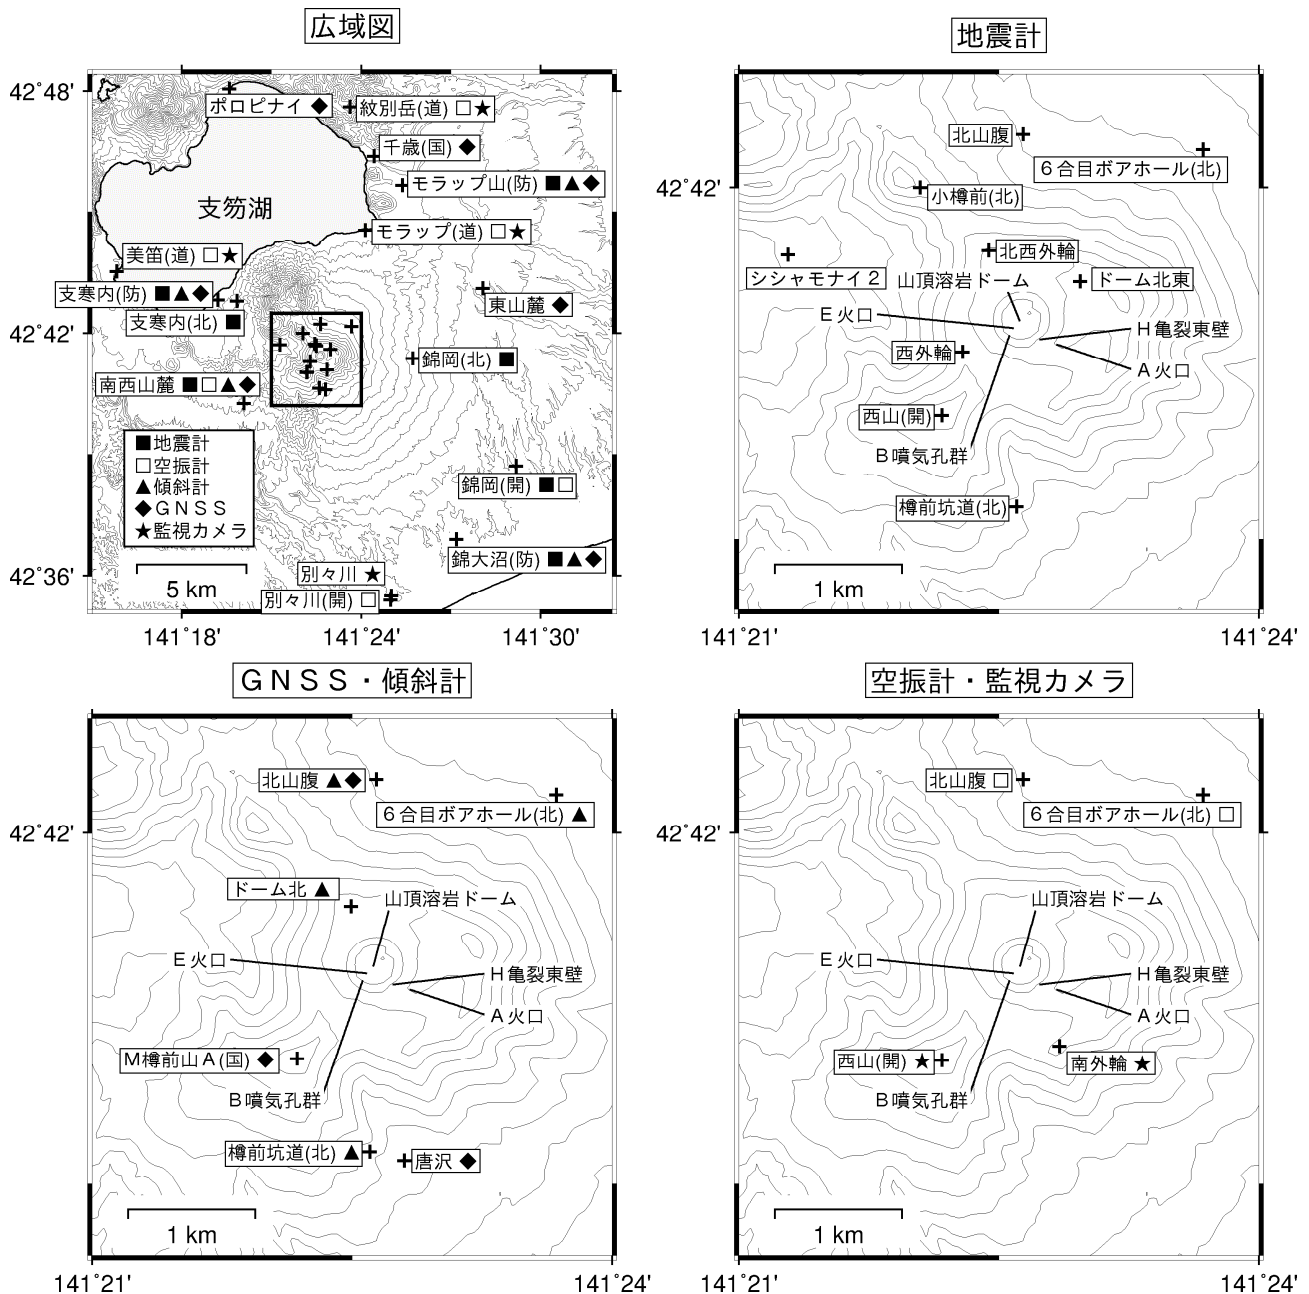 広域図
42°48'
42°42'
42°36'
141°18'
141°24'
141°30'
ポロピナイ ◆
紋別岳(道) □★
千歳(国) ◆
モラップ山(防) ■▲◆
支笏湖
モラップ(道) □★
美笛(道) □★
支寒内(防) ■▲◆
支寒内(北) ■
東山麓 ◆
錦岡(北) ■
南西山麓 ■□▲◆
■地震計
□空振計
▲傾斜計
◆GNSS
★監視カメラ
錦岡(開) ■□
錦大沼(防) ■▲◆
別々川 ★
別々川(開) □
5 km
地震計
42°42'
141°21'
141°24'
北山腹
6合目ボアホール(北)
小樽前(北)
北西外輪
シシャモナイ2
山頂溶岩ドーム
ドーム北東
E火口
H亀裂東壁
西外輪
A火口
西山(開)
B噴気孔群
樽前坑道(北)
1 km
GNSS・傾斜計
42°42'
141°21'
141°24'
北山腹 ▲◆
6合目ボアホール(北) ▲
ドーム北 ▲
山頂溶岩ドーム
E火口
H亀裂東壁
A火口
M樽前山A(国) ◆
B噴気孔群
樽前坑道(北) ▲
唐沢 ◆
1 km
空振計・監視カメラ
42°42'
141°21'
141°24'
北山腹 □
6合目ボアホール(北) □
山頂溶岩ドーム
E火口
H亀裂東壁
A火口
西山(開) ★
南外輪 ★
B噴気孔群
1 km